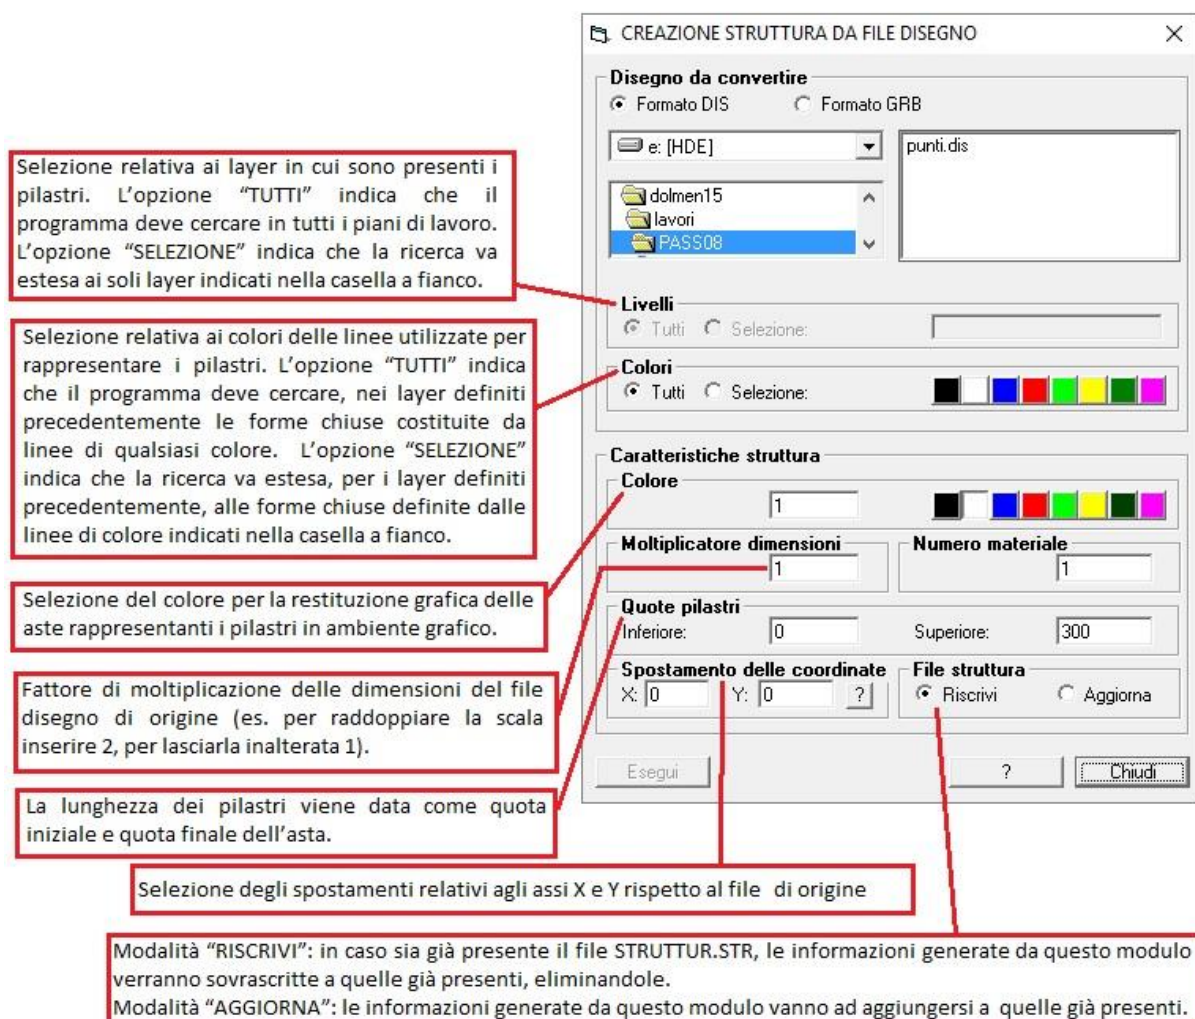 CREAZIONE STRUTTURA DA FILE DISEGNO
Disegno da convertire
Formato DIS Formato GRB
e: [HDE]
punti.dis
dolmen15
lavori
PASS08
Livelli
Tutti Selezione:
Colori
Tutti Selezione:
Caratteristiche struttura
Colore
1
Moltiplicatore dimensioni
1
Numero materiale
1
Quote pilastri
Inferiore: 0 Superiore: 300
Spostamento delle coordinate
X: 0 Y: 0 ?
File struttura
Riscrivi Aggiorna
Esegui ? Chiudi
Selezione relativa ai layer in cui sono presenti i
pilastri. L'opzione “TUTTI” indica che il
programma deve cercare in tutti i piani di lavoro.
L'opzione “SELEZIONE” indica che la ricerca va
estesa ai soli layer indicati nella casella a fianco.
Selezione relativa ai colori delle linee utilizzate per
rappresentare i pilastri. L'opzione “TUTTI” indica
che il programma deve cercare, nei layer definiti
precedentemente le forme chiuse costituite da
linee di qualsiasi colore. L'opzione “SELEZIONE”
indica che la ricerca va estesa, per i layer definiti
precedentemente, alle forme chiuse definite dalle
linee di colore indicati nella casella a fianco.
Selezione del colore per la restituzione grafica delle
aste rappresentanti i pilastri in ambiente grafico.
Fattore di moltiplicazione delle dimensioni del file
disegno di origine (es. per raddoppiare la scala
inserire 2, per lasciarla inalterata 1).
La lunghezza dei pilastri viene data come quota
iniziale e quota finale dell'asta.
Selezione degli spostamenti relativi agli assi X e Y rispetto al file di origine
Modalità “RISCRIVI”: in caso sia già presente il file STRUTTUR.STR, le informazioni generate da questo modulo
verranno sovrascritte a quelle già presenti, eliminandole.
Modalità “AGGIORNA”: le informazioni generate da questo modulo vanno ad aggiungersi a quelle già presenti.